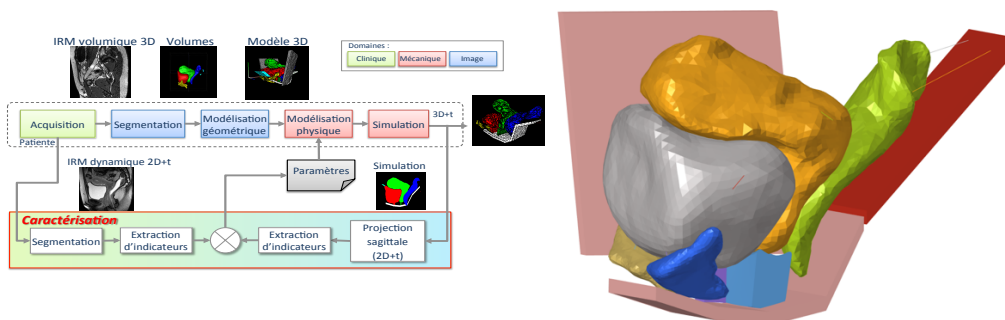 IRM volumique 3D
Volumes
Modèle 3D
Domaines :
Clinique
Mécanique
Image
Acquisition
Segmentation
Modélisation
géométrique
Modélisation
physique
Simulation
3D+t
Patiente
IRM dynamique 2D+t
Paramètres
Simulation
Caractérisation
Segmentation
Extraction
d'indicateurs
Extraction
d'indicateurs
Projection
sagittale
(2D+t)